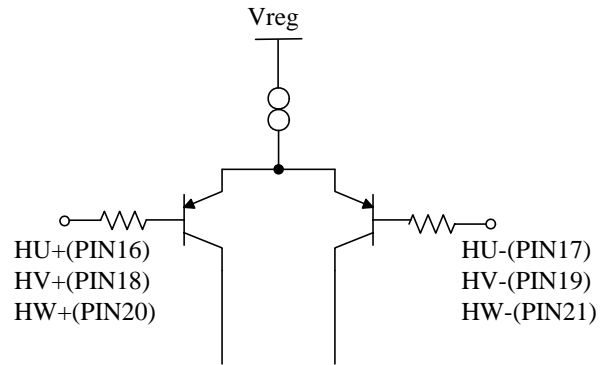 Vreg
HU+(PIN16)
HV+(PIN18)
HW+(PIN20)
HU-(PIN17)
HV-(PIN19)
HW-(PIN21)